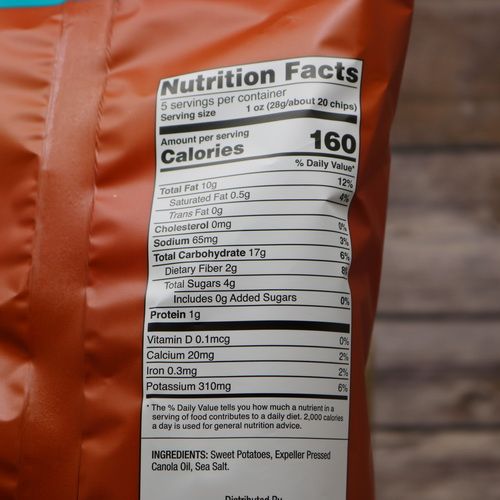 Nutrition Facts
5 servings per container
Serving size 1 oz (28g/about 20 chips)
Amount per serving
Calories 160
% Daily Value*
Total Fat 10g 12%
Saturated Fat 0.5g 4%
Trans Fat 0g
Cholesterol 0mg 0%
Sodium 65mg 3%
Total Carbohydrate 17g 6%
Dietary Fiber 2g
Total Sugars 4g
Includes 0g Added Sugars 0%
Protein 1g
Vitamin D 0.1mcg 0%
Calcium 20mg 2%
Iron 0.3mg 2%
Potassium 310mg 6%
* The % Daily Value tells you how much a nutrient in a
serving of food contributes to a daily diet. 2,000 calories
a day is used for general nutrition advice.
INGREDIENTS: Sweet Potatoes, Expeller Pressed
Canola Oil, Sea Salt.
Distributed By